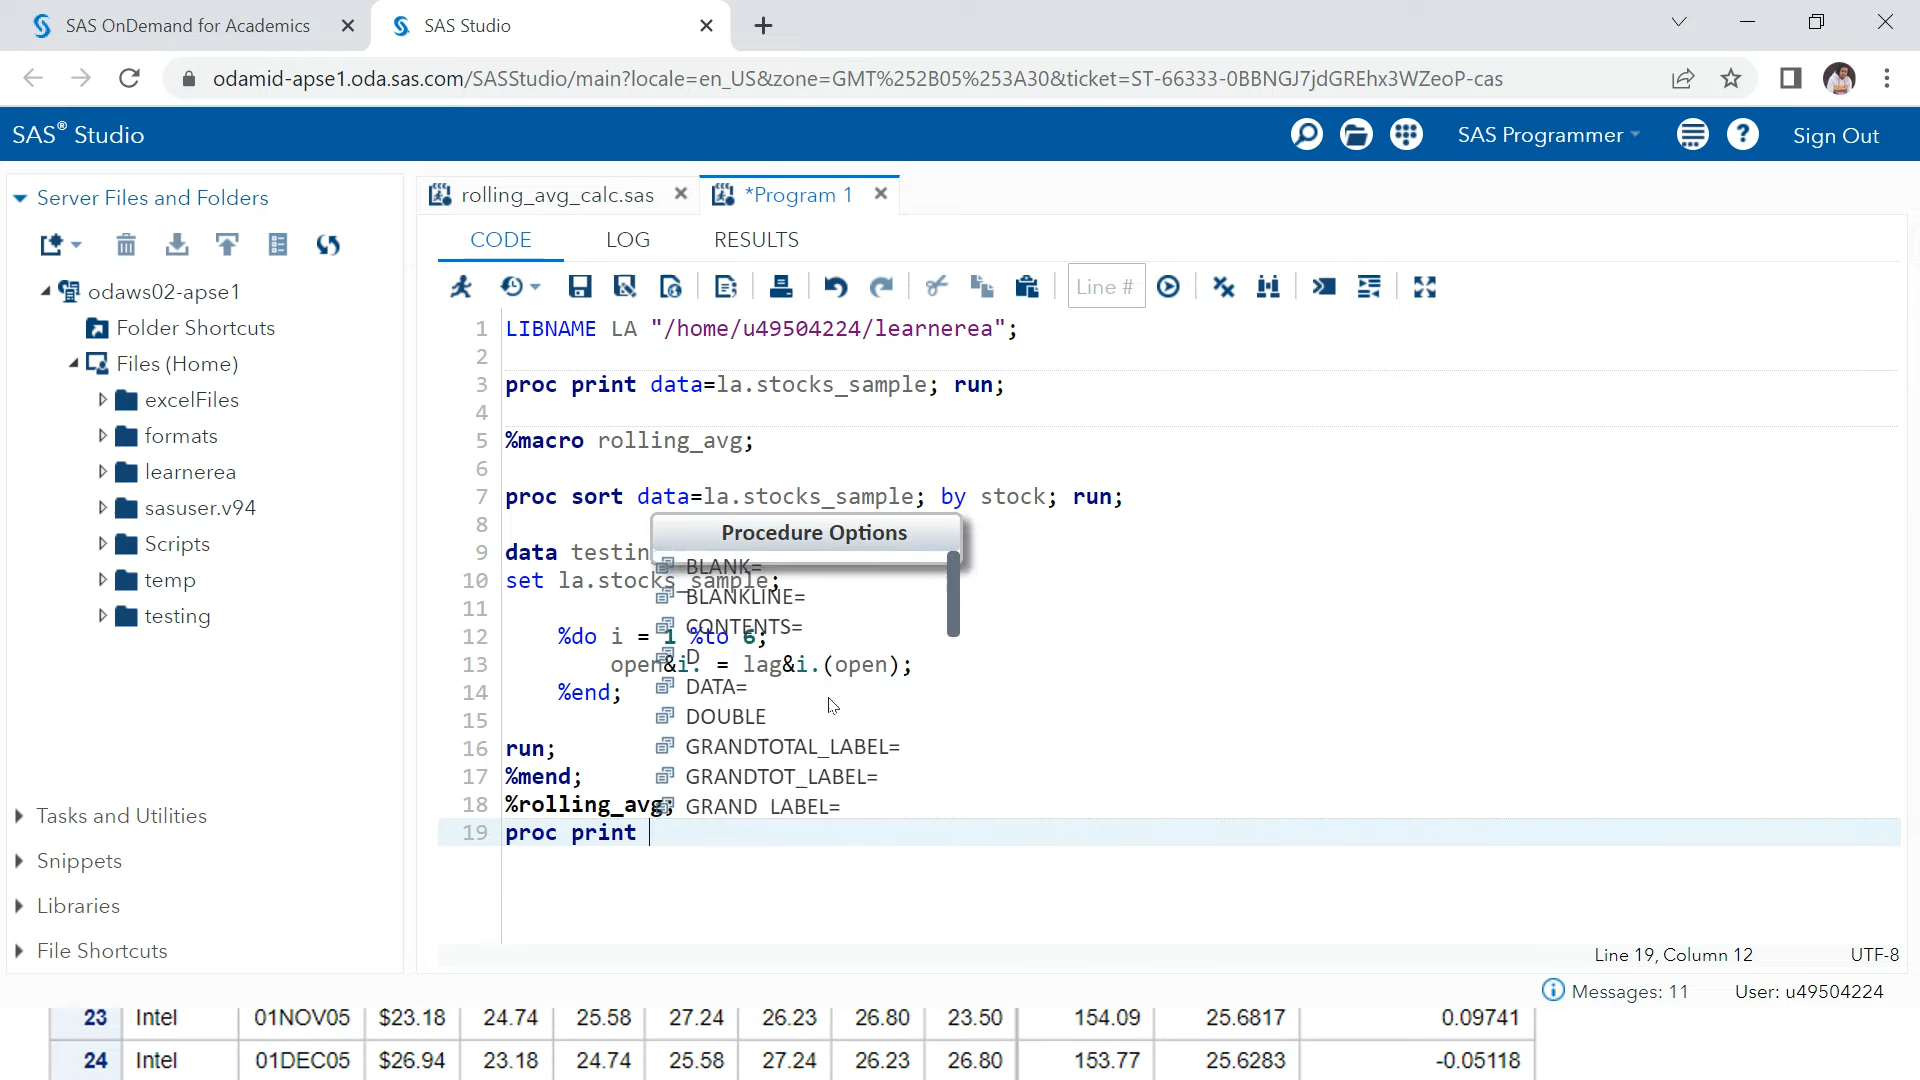 SAS OnDemand for Academics
SAS Studio
odamid-apse1.oda.sas.com/SASStudio/main?locale=en_US&zone=GMT%252B05%253A30&ticket=ST-66333-0BBNGJ7jdGREhx3WZeoP-cas
SAS® Studio
SAS Programmer
Sign Out
Server Files and Folders
odaws02-apse1
Folder Shortcuts
Files (Home)
excelFiles
formats
learnerea
sasuser.v94
Scripts
temp
testing
Tasks and Utilities
Snippets
Libraries
File Shortcuts
rolling_avg_calc.sas
*Program 1
CODE LOG RESULTS
Line #
1 LIBNAME LA "/home/u49504224/learnerea";
2
3 proc print data=la.stocks_sample; run;
4
5 %macro rolling_avg;
6
7 proc sort data=la.stocks_sample; by stock; run;
8
9 data testin
10 set la.stocks_sample;
11
12 %do i = 1 %to 6;
13 open&i. = lag&i.(open);
14 %end;
15
16 run;
17 %mend;
18 %rolling_avg;
19 proc print
Procedure Options
BLANK=
BLANKLINE=
CONTENTS=
D
DATA=
DOUBLE
GRANDTOTAL_LABEL=
GRANDTOT_LABEL=
GRAND_LABEL=
Line 19, Column 12
UTF-8
Messages: 11
User: u49504224
23 Intel 01NOV05 $23.18 24.74 25.58 27.24 26.23 26.80 23.50 154.09 25.6817 0.09741
24 Intel 01DEC05 $26.94 23.18 24.74 25.58 27.24 26.23 26.80 153.77 25.6283 -0.05118